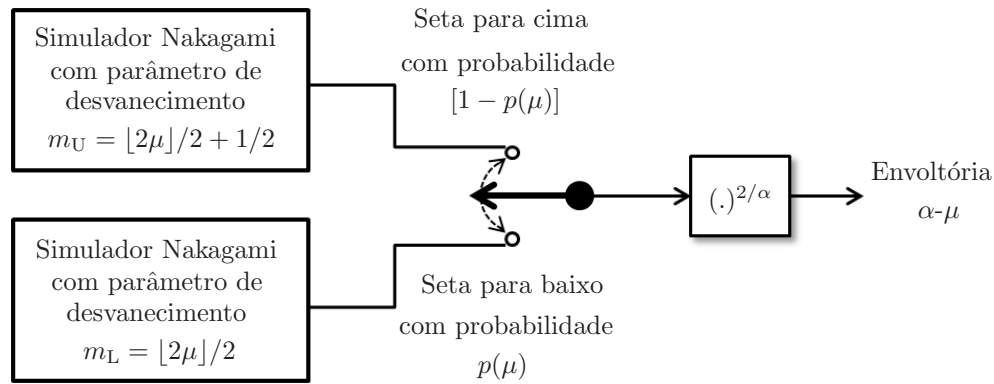 Simulador Nakagami
com parâmetro de
desvanecimento
m_U = ⌊2μ⌋/2 + 1/2
Seta para cima
com probabilidade
[1 − p(μ)]
(.)^{2/α}
Envoltória
α-μ
Simulador Nakagami
com parâmetro de
desvanecimento
m_L = ⌊2μ⌋/2
Seta para baixo
com probabilidade
p(μ)